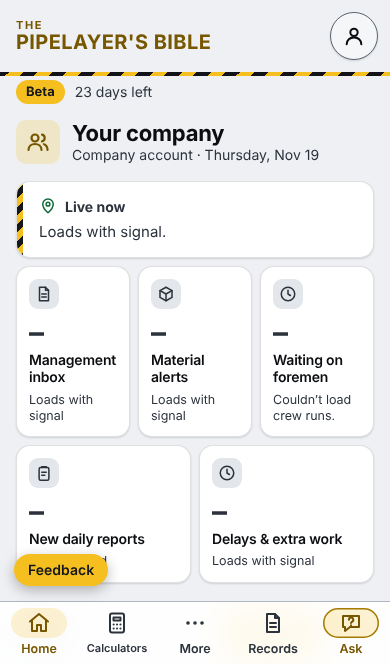 THE
PIPELAYER'S BIBLE
Beta 23 days left
Your company
Company account · Thursday, Nov 19
Live now
Loads with signal.
–
Management
inbox
Loads with
signal
–
Material
alerts
Loads with
signal
–
Waiting on
foremen
Couldn't load
crew runs.
–
New daily reports
–
Delays & extra work
Loads with signal
Feedback
Home
Calculators
More
Records
Ask